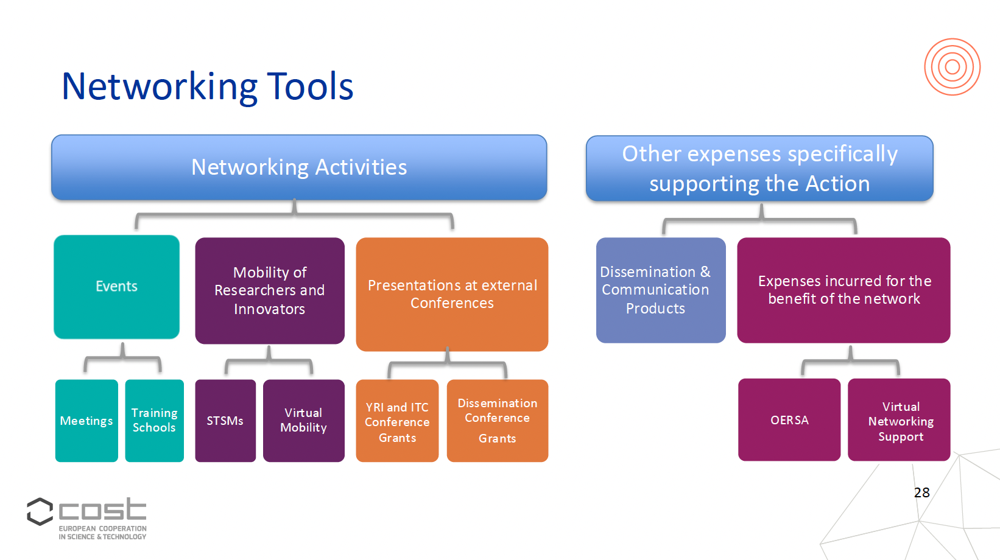 Networking Tools
Networking Activities
Other expenses specifically
supporting the Action
Events
Mobility of
Researchers and
Innovators
Presentations at external
Conferences
Dissemination &
Communication
Products
Expenses incurred for the
benefit of the network
Meetings
Training
Schools
STSMs
Virtual
Mobility
YRI and ITC
Conference
Grants
Dissemination
Conference
Grants
OERSA
Virtual
Networking
Support
28
cost
EUROPEAN COOPERATION
IN SCIENCE & TECHNOLOGY